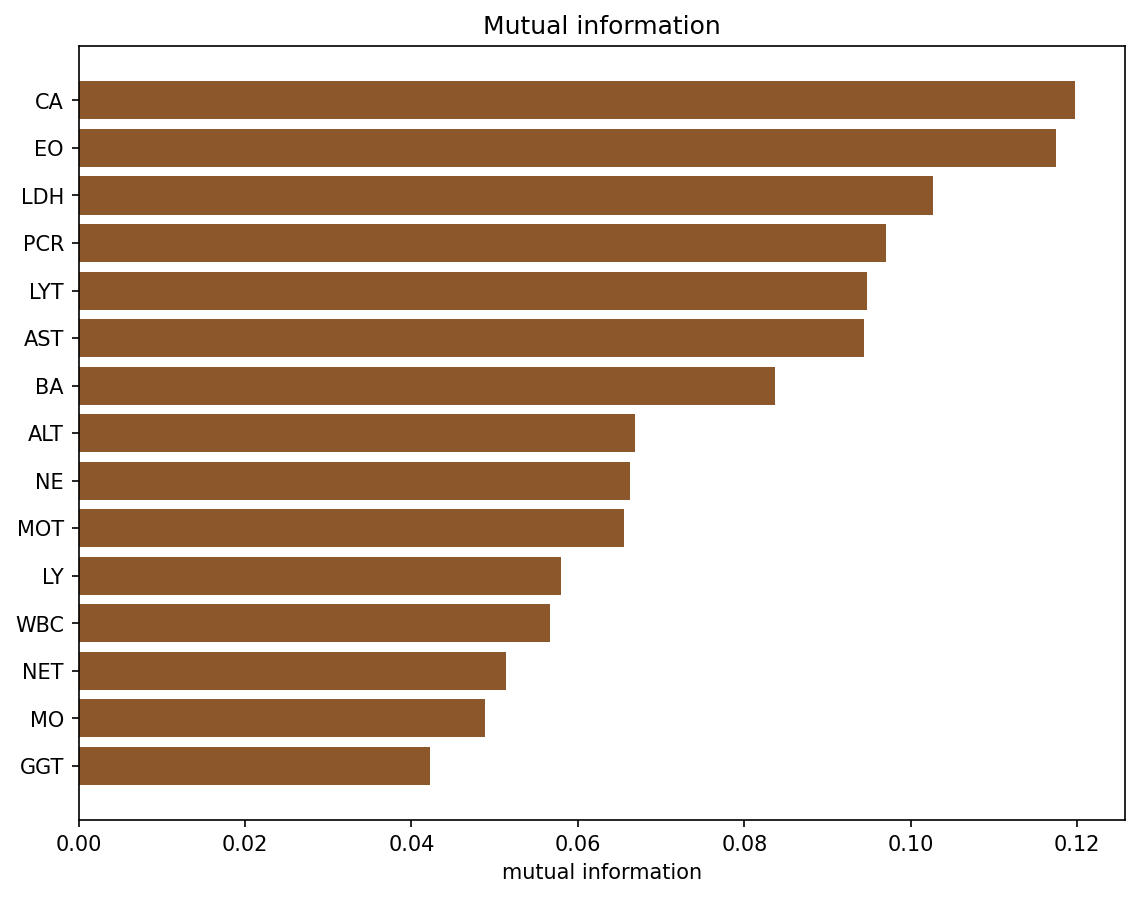 Mutual information
CA
EO
LDH
PCR
LYT
AST
BA
ALT
NE
MOT
LY
WBC
NET
MO
GGT
0.00 0.02 0.04 0.06 0.08 0.10 0.12
mutual information